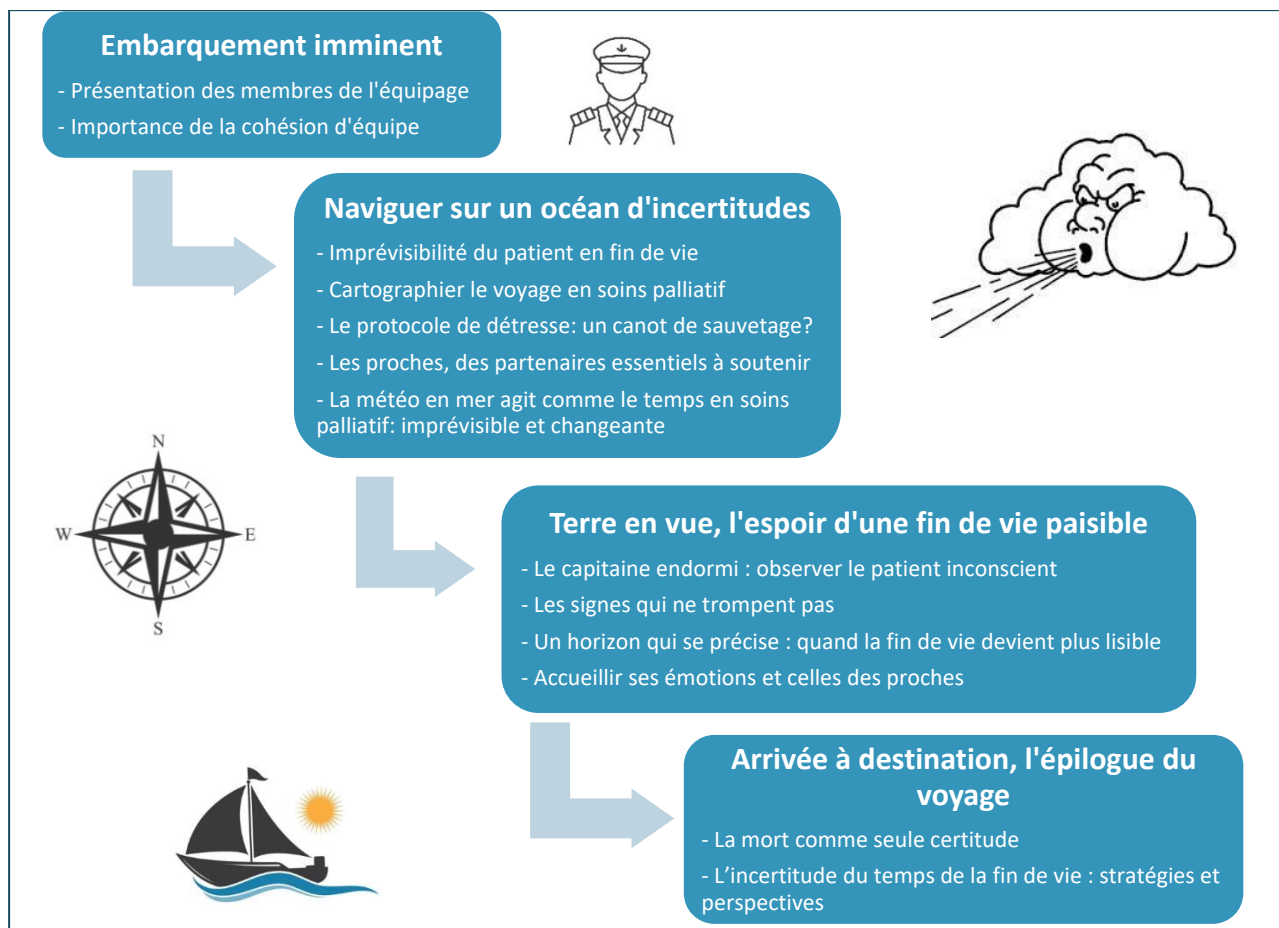 Embarquement imminent
- Présentation des membres de l'équipage
- Importance de la cohésion d'équipe
Naviguer sur un océan d'incertitudes
- Imprévisibilité du patient en fin de vie
- Cartographier le voyage en soins palliatif
- Le protocole de détresse: un canot de sauvetage?
- Les proches, des partenaires essentiels à soutenir
- La météo en mer agit comme le temps en soins
palliatif: imprévisible et changeante
N
W
E
S
Terre en vue, l'espoir d'une fin de vie paisible
- Le capitaine endormi : observer le patient inconscient
- Les signes qui ne trompent pas
- Un horizon qui se précise : quand la fin de vie devient plus lisible
- Accueillir ses émotions et celles des proches
Arrivée à destination, l'épilogue du
voyage
- La mort comme seule certitude
- L’incertitude du temps de la fin de vie : stratégies et
perspectives